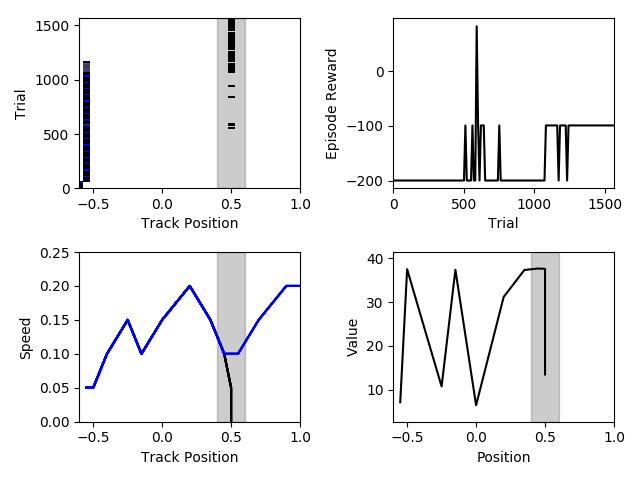 1500
1000
500
0
Trial
−0.5 0.0 0.5 1.0
Track Position
0
−100
−200
Episode Reward
0 500 1000 1500
Trial
0.25
0.20
0.15
0.10
0.05
0.00
Speed
−0.5 0.0 0.5 1.0
Track Position
40
30
20
10
Value
−0.5 0.0 0.5 1.0
Position